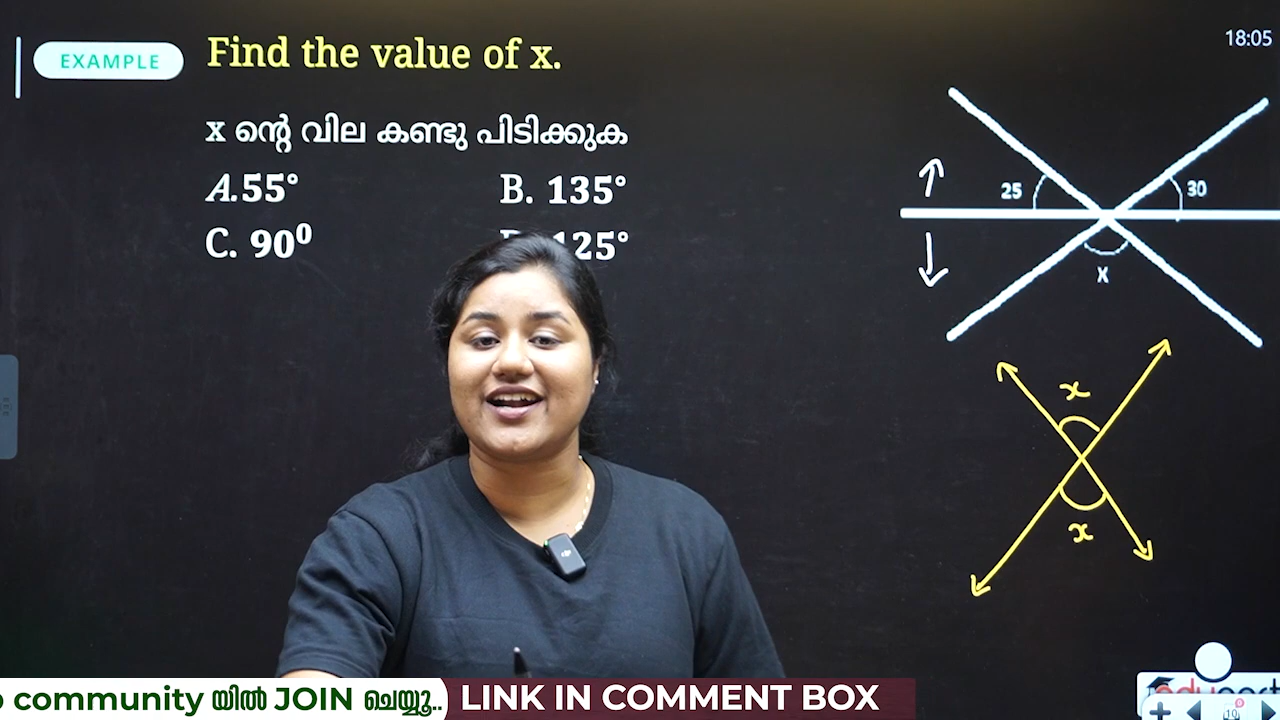 18:05
EXAMPLE
Find the value of x.
x ന്റെ വില കണ്ടു പിടിക്കുക
A.55°
B. 135°
C. 90⁰
125°
25
30
x
x
x
community യിൽ JOIN ചെയ്യൂ..
LINK IN COMMENT BOX